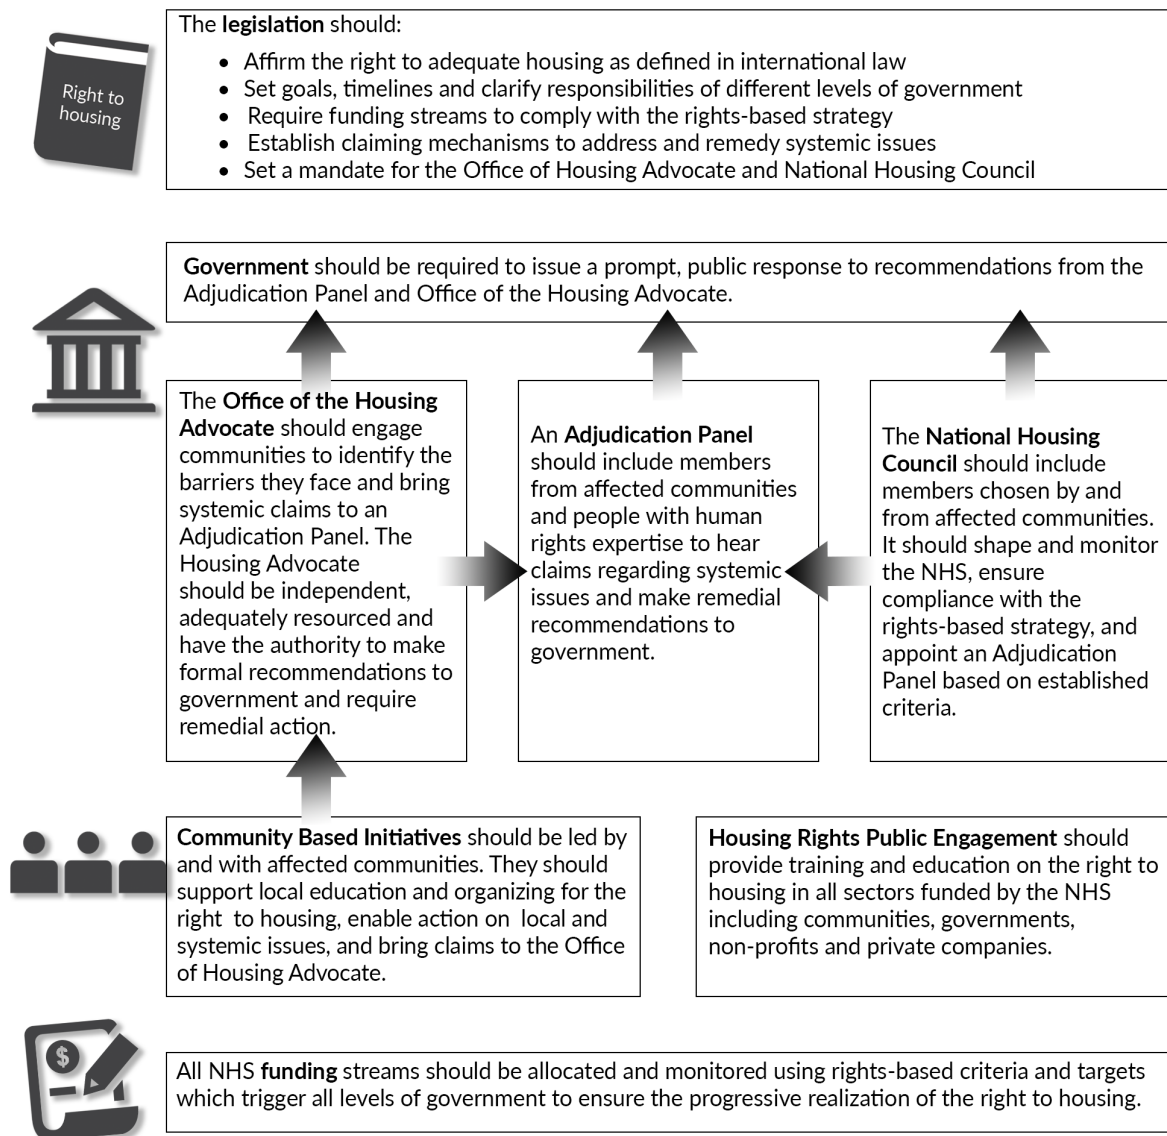 The legislation should:
Right to
housing
• Affirm the right to adequate housing as defined in international law
• Set goals, timelines and clarify responsibilities of different levels of government
• Require funding streams to comply with the rights-based strategy
• Establish claiming mechanisms to address and remedy systemic issues
• Set a mandate for the Office of Housing Advocate and National Housing Council
Government should be required to issue a prompt, public response to recommendations from the
Adjudication Panel and Office of the Housing Advocate.
The Office of the Housing
Advocate should engage
communities to identify the
barriers they face and bring
systemic claims to an
Adjudication Panel. The
Housing Advocate
should be independent,
adequately resourced and
have the authority to make
formal recommendations to
government and require
remedial action.
An Adjudication Panel
should include members
from affected communities
and people with human
rights expertise to hear
claims regarding systemic
issues and make remedial
recommendations to
government.
The National Housing
Council should include
members chosen by and
from affected communities.
It should shape and monitor
the NHS, ensure
compliance with the
rights-based strategy, and
appoint an Adjudication
Panel based on established
criteria.
Community Based Initiatives should be led by
and with affected communities. They should
support local education and organizing for the
right to housing, enable action on local and
systemic issues, and bring claims to the Office
of Housing Advocate.
Housing Rights Public Engagement should
provide training and education on the right to
housing in all sectors funded by the NHS
including communities, governments,
non-profits and private companies.
$
All NHS funding streams should be allocated and monitored using rights-based criteria and targets
which trigger all levels of government to ensure the progressive realization of the right to housing.